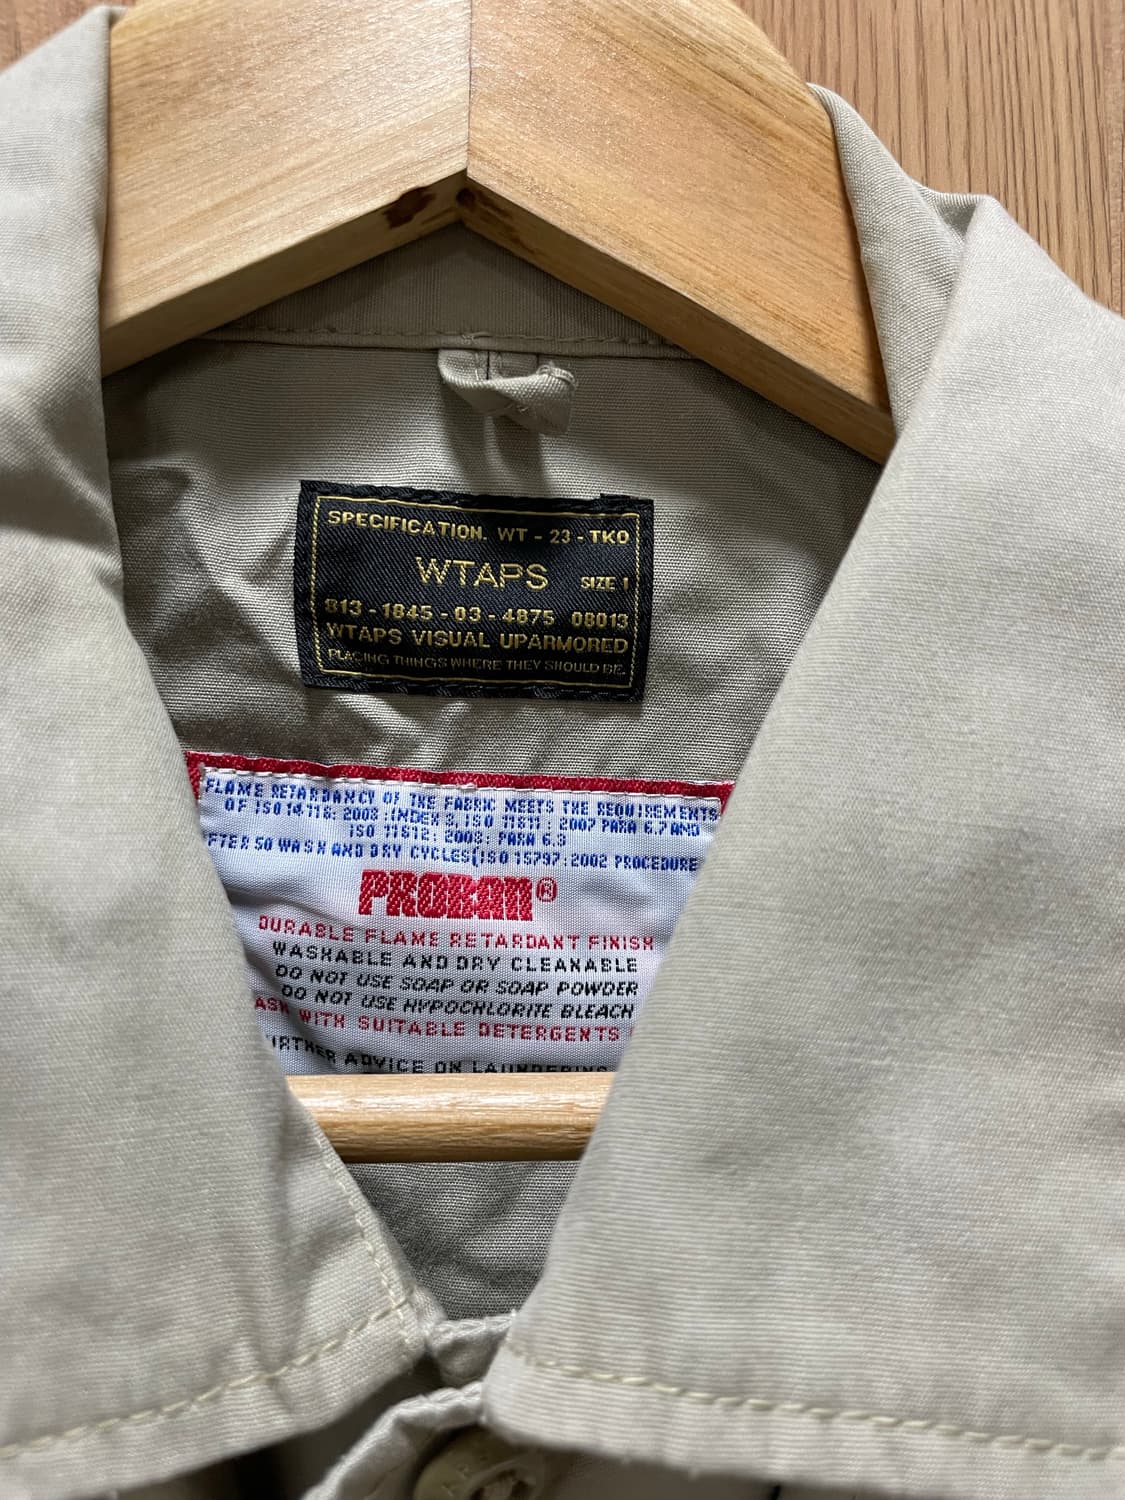 SPECIFICATION. WT - 23 - TKO
WTAPS SIZE 1
813 - 1845 - 03 - 4875 08013
WTAPS VISUAL UPARMORED
PLACING THINGS WHERE THEY SHOULD BE.
FLAME RETARDANCY OF THE FABRIC MEETS THE REQUIREMENTS
OF ISO 14116: 2008 :INDEX 3, ISO 11611 : 2007 PARA 6.7 AND
ISO 11612: 2008: PARA 6.3
FTER 50 WASH AND DRY CYCLES(ISO 15797:2002 PROCEDURE
PROBAN®
DURABLE FLAME RETARDANT FINISH
WASHABLE AND DRY CLEANABLE
DO NOT USE SOAP OR SOAP POWDER
DO NOT USE HYPOCHLORITE BLEACH
ASH WITH SUITABLE DETERGENTS
URTHER ADVICE ON LAUNDERING